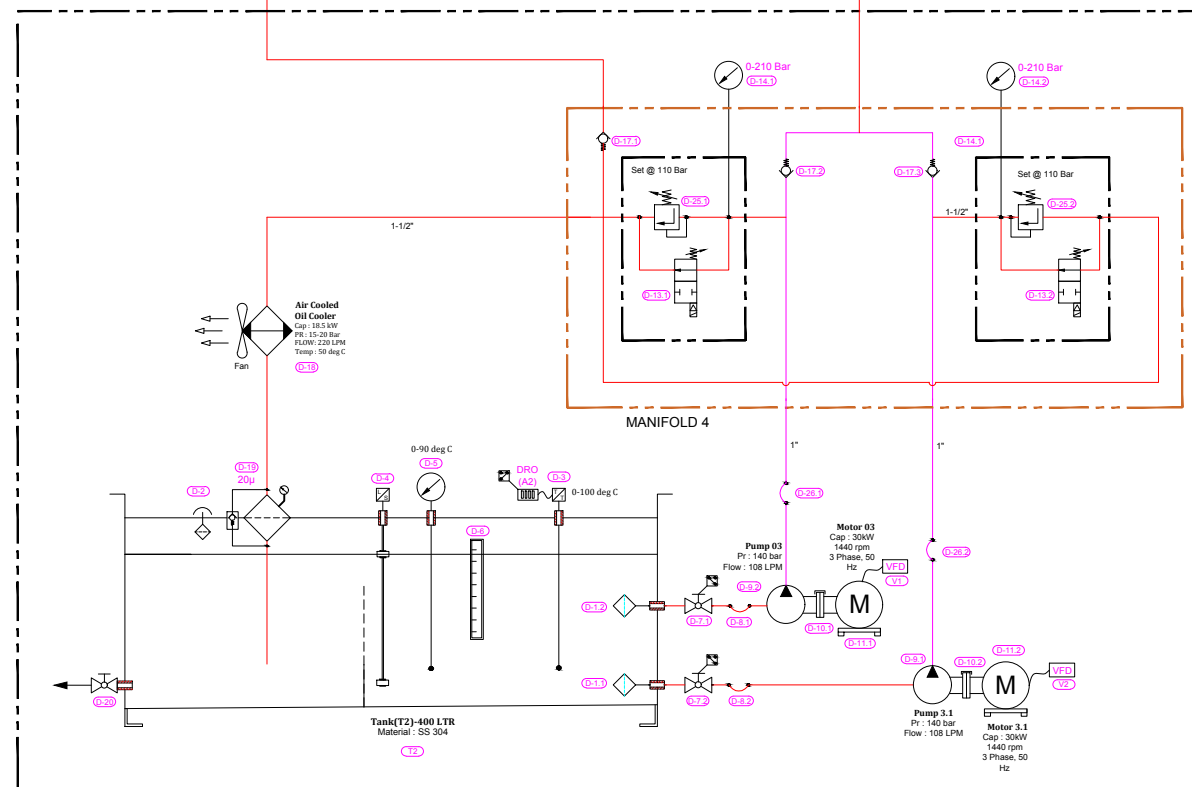 0-210 Bar
D-14.1
0-210 Bar
D-14.2
D-17.1
Set @ 110 Bar
D-25.1
D-13.1
D-17.2
D-17.3
D-14.1
Set @ 110 Bar
D-25.2
D-13.2
1-1/2"
1-1/2"
Air Cooled
Oil Cooler
Cap : 18.5 kW
PR : 15-20 Bar
FLOW: 220 LPM
Temp : 50 deg C
D-18
Fan
MANIFOLD 4
1"
1"
0-90 deg C
D-5
D-19
20µ
D-2
D-4
L
S
DRO
(A2)
D-3
T
T
0-100 deg C
D-6
D-26.1
D-26.2
Pump 03
Pr : 140 bar
Flow : 108 LPM
D-9.2
Motor 03
Cap : 30kW
1440 rpm
3 Phase, 50
Hz
VFD
V1
M
D-10.1
D-11.1
D-1.2
D-7.1
D-8.1
D-1.1
D-7.2
D-8.2
D-9.1
D-10.2
D-11.2
M
VFD
V2
Pump 3.1
Pr : 140 bar
Flow : 108 LPM
Motor 3.1
Cap : 30kW
1440 rpm
3 Phase, 50
Hz
D-20
Tank(T2)-400 LTR
Material : SS 304
T2